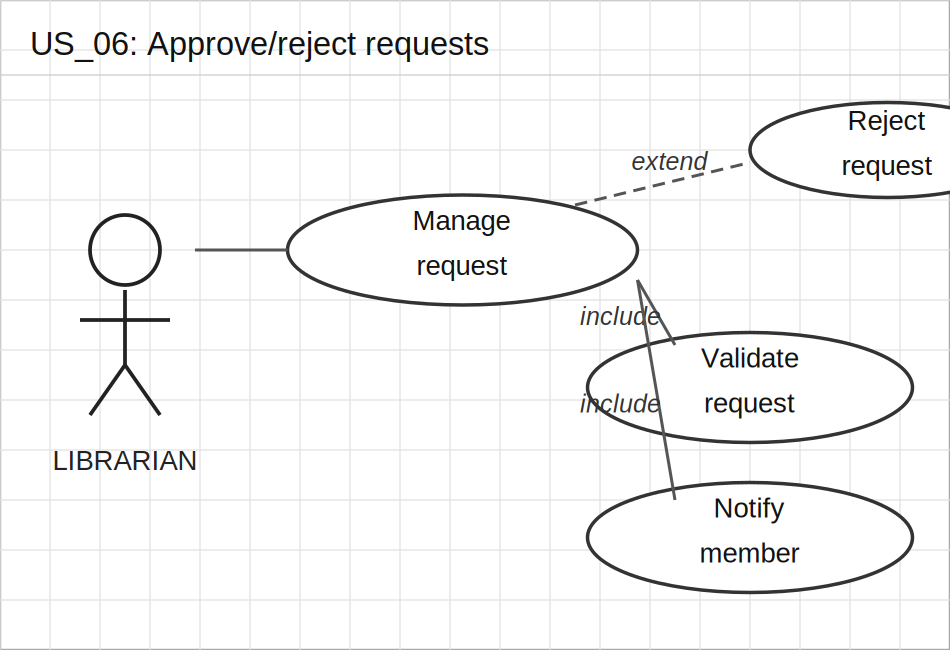 US_06: Approve/reject requests
Reject
request
extend
Manage
request
include
Validate
request
include
LIBRARIAN
Notify
member